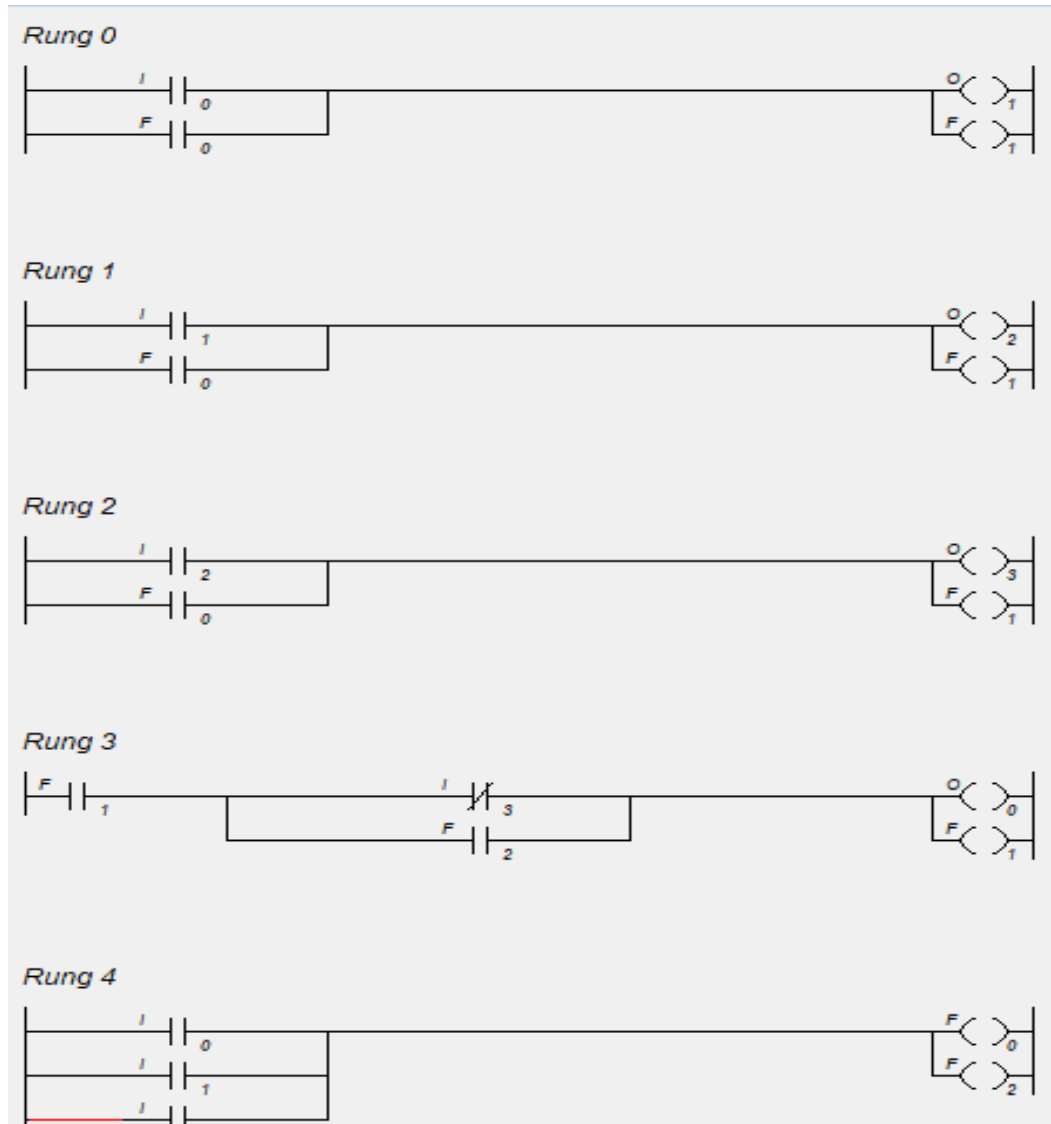 Rung 0
I 0 O 1
F 0 F 1
Rung 1
I 1 O 2
F 0 F 1
Rung 2
I 2 O 3
F 0 F 1
Rung 3
F 1 I 3 O 0
F 2 F 1
Rung 4
I 0 F 0
I 1 F 2
I